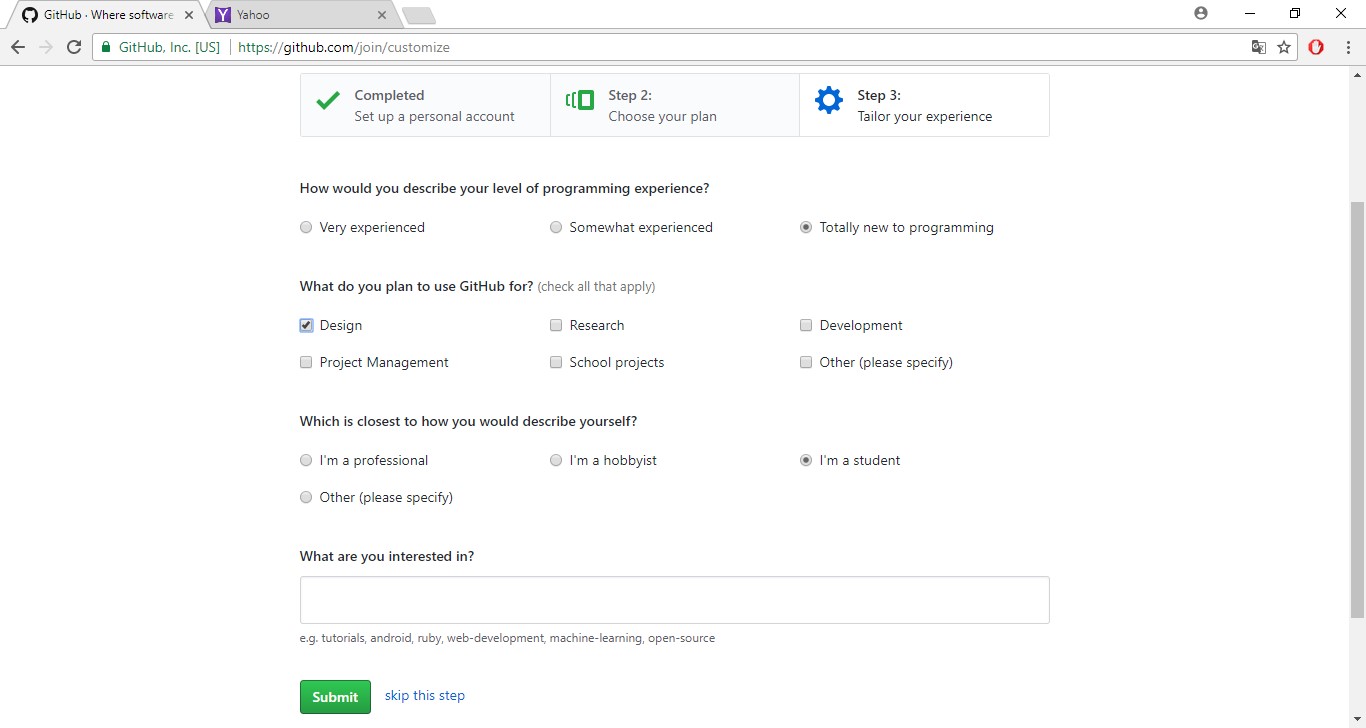 GitHub · Where software
Yahoo
GitHub, Inc. [US] https://github.com/join/customize
Completed
Set up a personal account
Step 2:
Choose your plan
Step 3:
Tailor your experience
How would you describe your level of programming experience?
Very experienced
Somewhat experienced
Totally new to programming
What do you plan to use GitHub for? (check all that apply)
Design
Research
Development
Project Management
School projects
Other (please specify)
Which is closest to how you would describe yourself?
I'm a professional
I'm a hobbyist
I'm a student
Other (please specify)
What are you interested in?
e.g. tutorials, android, ruby, web-development, machine-learning, open-source
Submit
skip this step